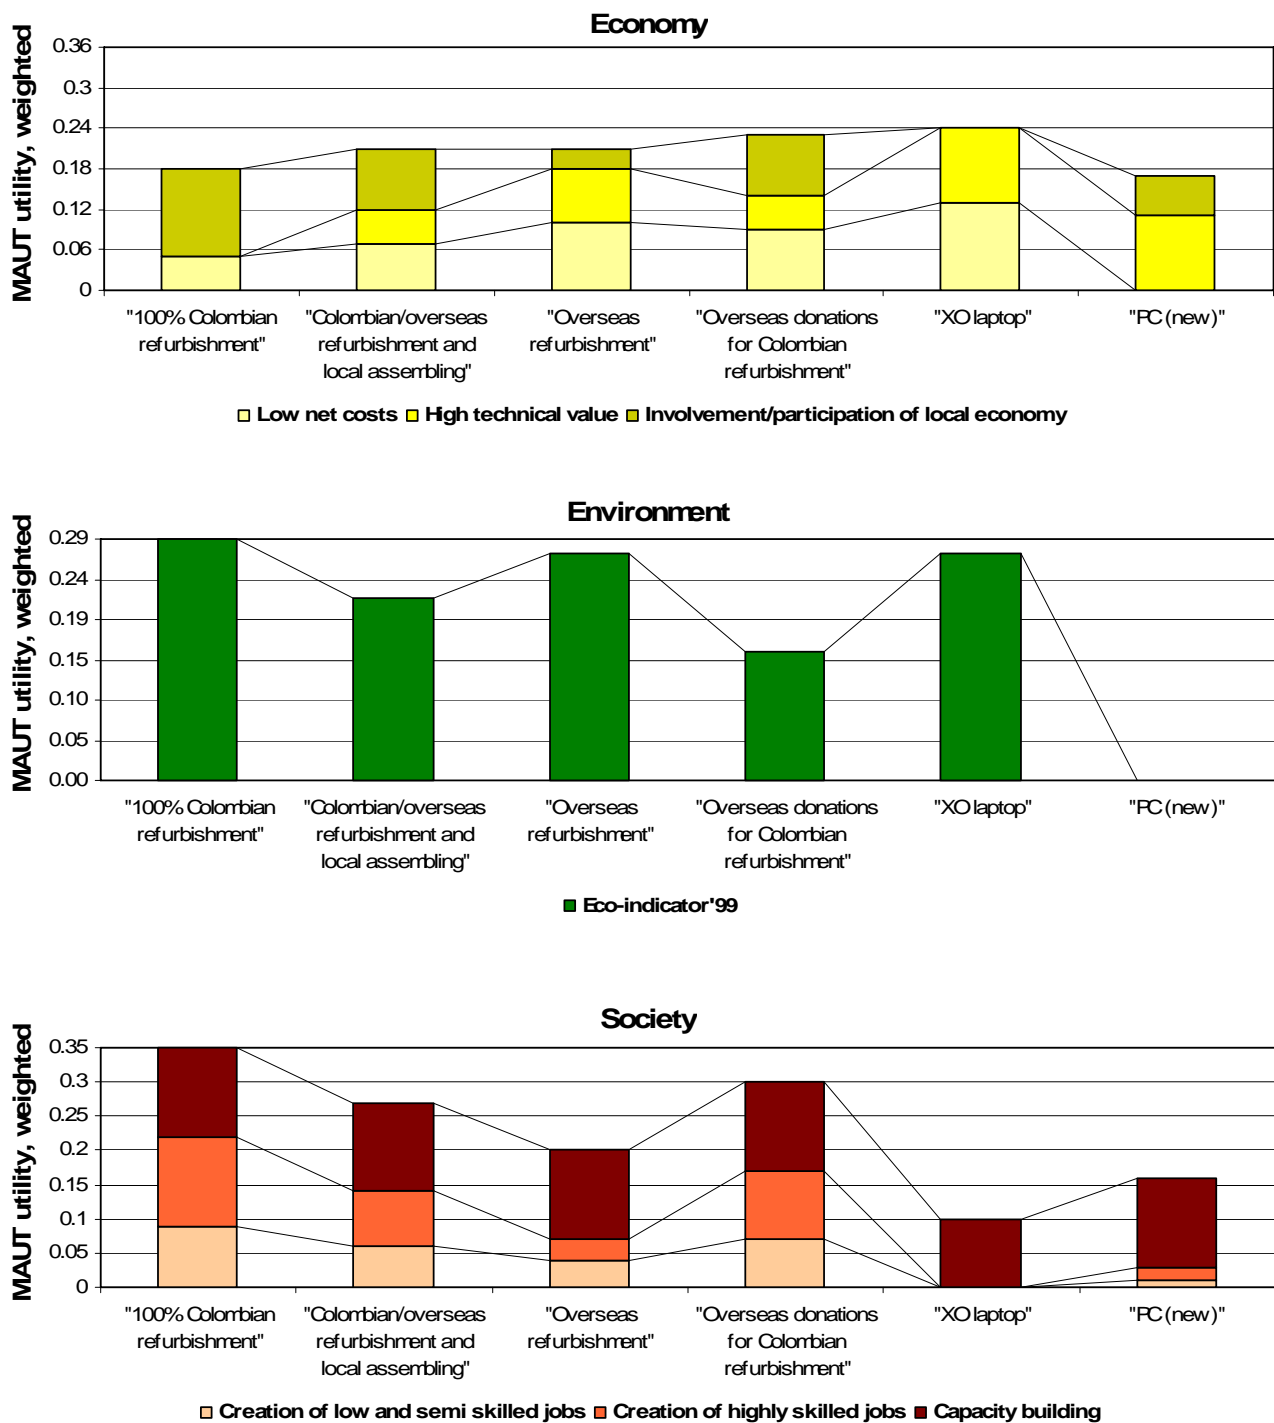 Economy
MAUT utility, weighted
0.36
0.3
0.24
0.18
0.12
0.06
0
"100% Colombian
refurbishment"
"Colombian/overseas
refurbishment and
local assembling"
"Overseas
refurbishment"
"Overseas donations
for Colombian
refurbishment"
"XO laptop"
"PC (new)"
Low net costs High technical value Involvement/participation of local economy
Environment
MAUT utility, weighted
0.29
0.24
0.19
0.15
0.10
0.05
0.00
"100% Colombian
refurbishment"
"Colombian/overseas
refurbishment and
local assembling"
"Overseas
refurbishment"
"Overseas donations
for Colombian
refurbishment"
"XO laptop"
"PC (new)"
Eco-indicator'99
Society
MAUT utility, weighted
0.35
0.3
0.25
0.2
0.15
0.1
0.05
0
"100% Colombian
refurbishment"
"Colombian/overseas
refurbishment and
local assembling"
"Overseas
refurbishment"
"Overseas donations
for Colombian
refurbishment"
"XO laptop"
"PC (new)"
Creation of low and semi skilled jobs Creation of highly skilled jobs Capacity building